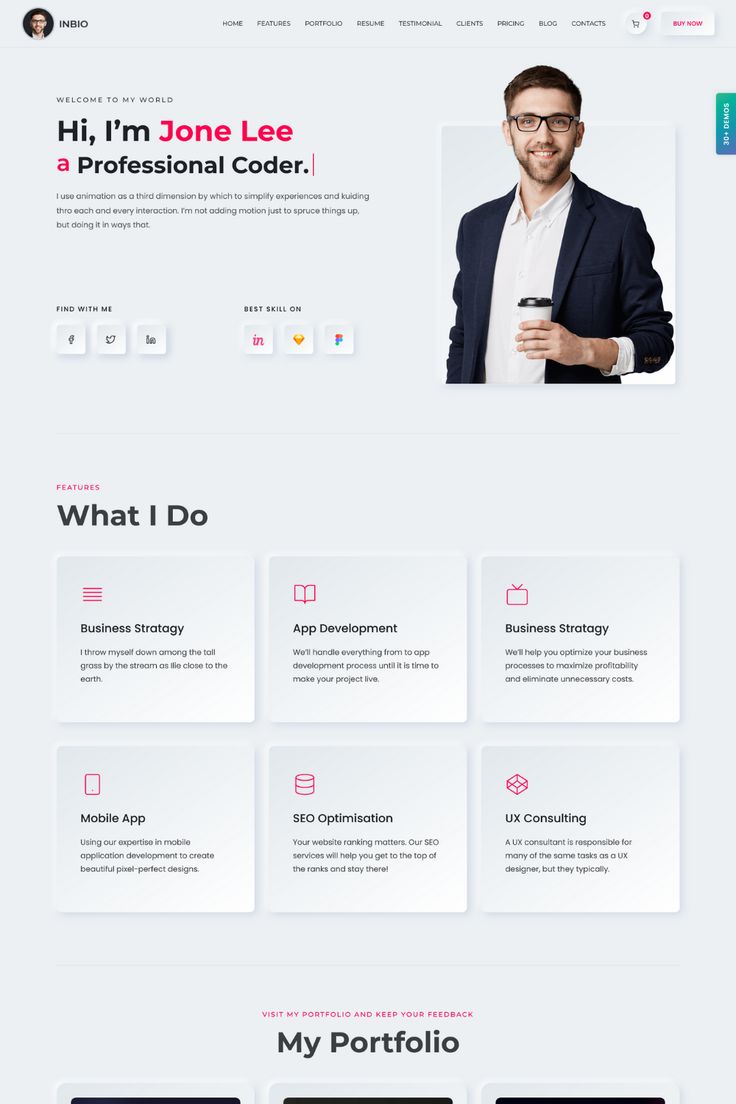 INBIO
HOME FEATURES PORTFOLIO RESUME TESTIMONIAL CLIENTS PRICING BLOG CONTACTS
0
BUY NOW
30+ DEMOS
WELCOME TO MY WORLD
Hi, I’m Jone Lee
a Professional Coder.
I use animation as a third dimension by which to simplify experiences and kuiding
thro each and every interaction. I’m not adding motion just to spruce things up,
but doing it in ways that.
FIND WITH ME
BEST SKILL ON
in
FEATURES
What I Do
Business Stratagy
I throw myself down among the tall
grass by the stream as Ilie close to the
earth.
App Development
We’ll handle everything from to app
development process until it is time to
make your project live.
Business Stratagy
We’ll help you optimize your business
processes to maximize profitability
and eliminate unnecessary costs.
Mobile App
Using our expertise in mobile
application development to create
beautiful pixel-perfect designs.
SEO Optimisation
Your website ranking matters. Our SEO
services will help you get to the top of
the ranks and stay there!
UX Consulting
A UX consultant is responsible for
many of the same tasks as a UX
designer, but they typically.
VISIT MY PORTFOLIO AND KEEP YOUR FEEDBACK
My Portfolio